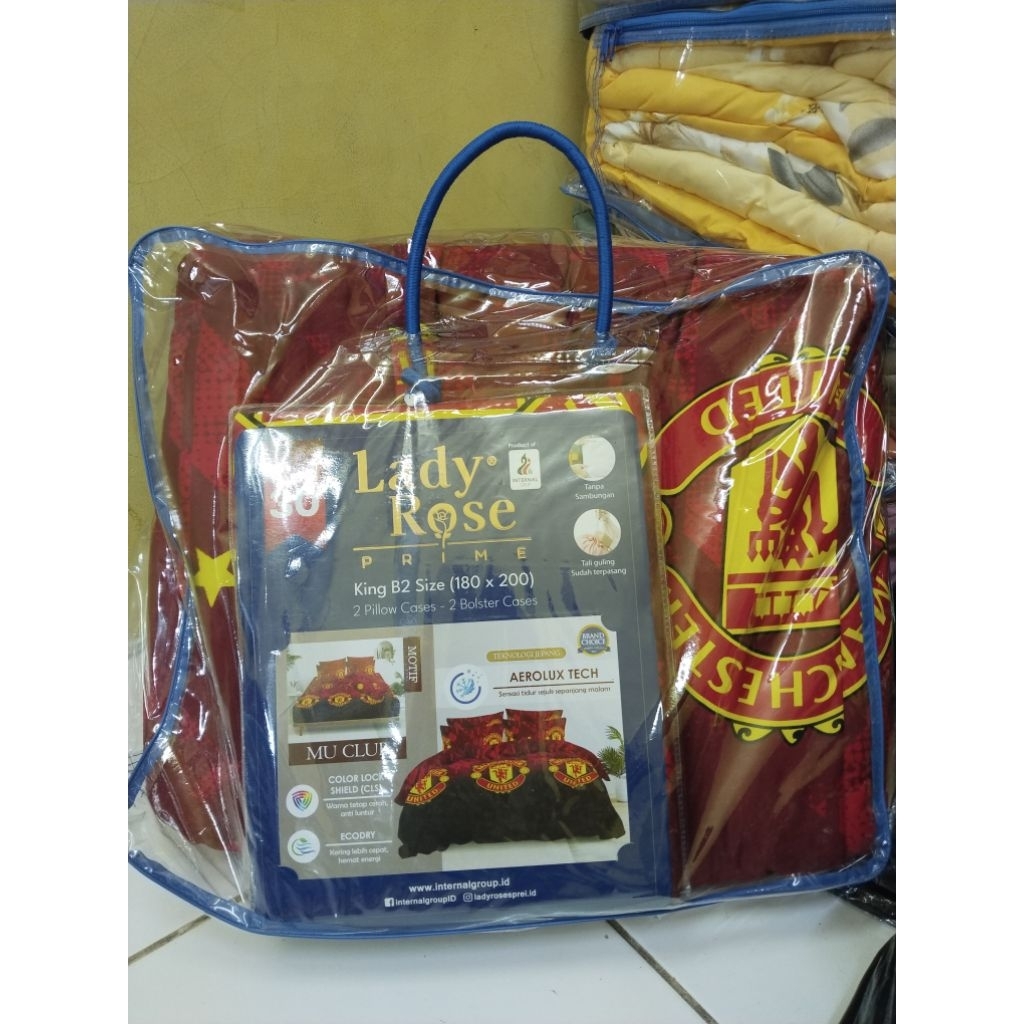 30
Lady
Rose
PRIME
Product of
INTERNAL
Tanpa
Sambungan
Tali guling
Sudah terpasang
King B2 Size (180 x 200)
2 Pillow Cases - 2 Bolster Cases
MOTIF
MU CLUB
COLOR LOCK
SHIELD (CLS)
Warna tetap cerah,
anti luntur
ECODRY
Kering lebih cepat,
hemat energi
TEKNOLOGI JEPANG
BRAND
CHOICE
AEROLUX TECH
Sensasi tidur sejuk sepanjang malam
UNITED
UNITED
UNITED
www.internalgroup.id
internalgroupID
ladyrosesprei.id
MANCHESTER
UNITED